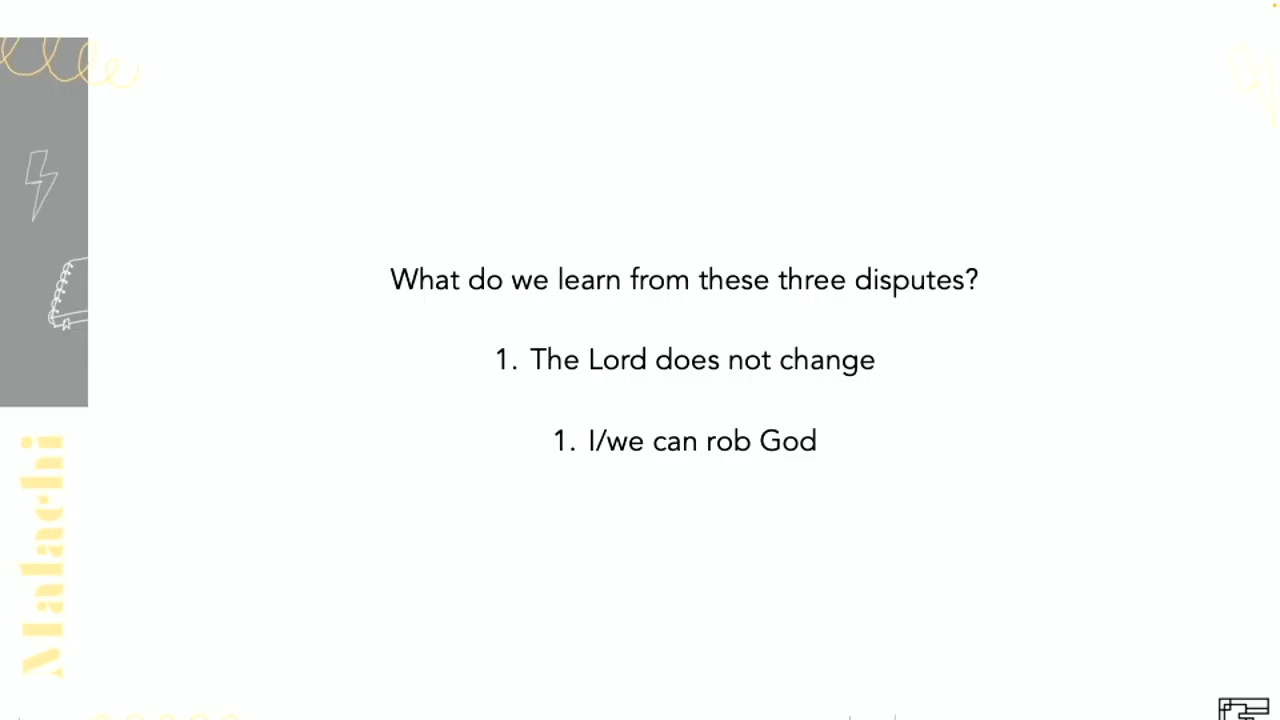 What do we learn from these three disputes?
1. The Lord does not change
1. I/we can rob God
Malachi